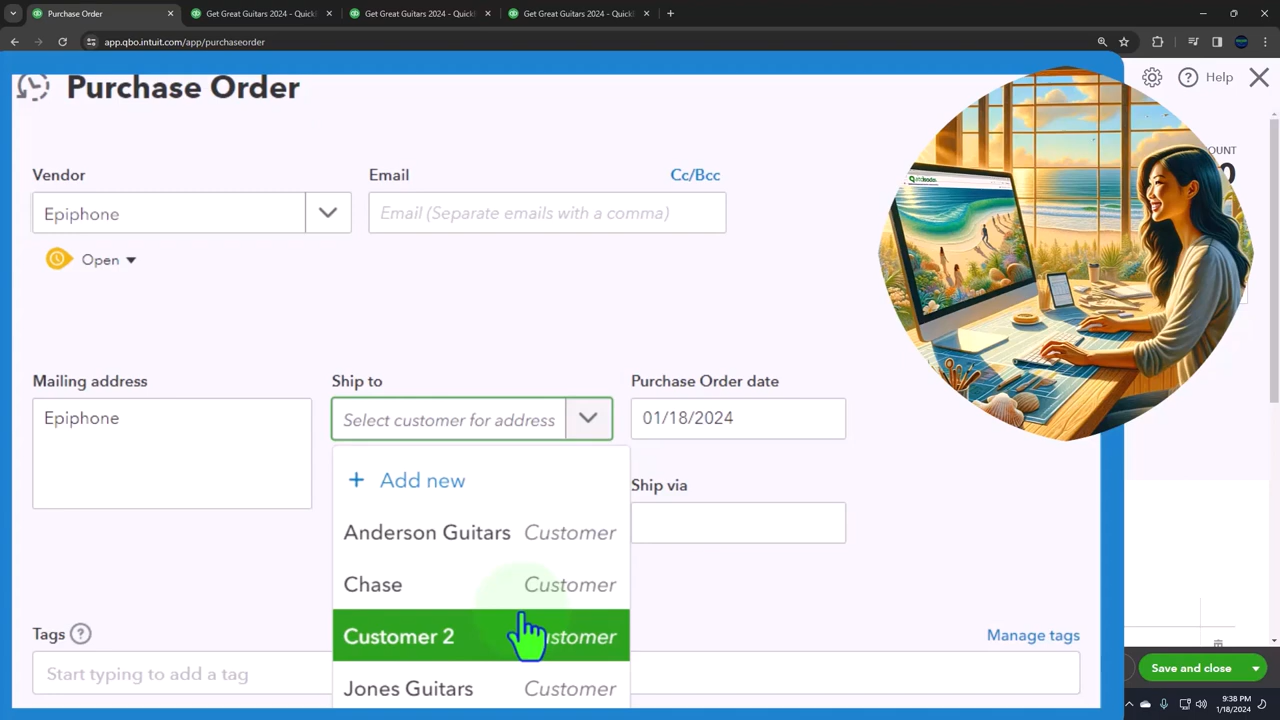 Purchase Order
Get Great Guitars 2024 - Quick
Get Great Guitars 2024 - Quick
Get Great Guitars 2024 - Quick
app.qbo.intuit.com/app/purchaseorder
Purchase Order
Help
Vendor
Email
Cc/Bcc
Epiphone
(Separate emails with a comma)
Open
Mailing address
Ship to
Purchase Order date
Epiphone
Select customer for address
01/18/2024
+ Add new
Ship via
Anderson Guitars Customer
Chase Customer
Customer 2 ustomer
Tags ?
Manage tags
Start typing to add a tag
Jones Guitars Customer
Save and close
9:38 PM
1/18/2024